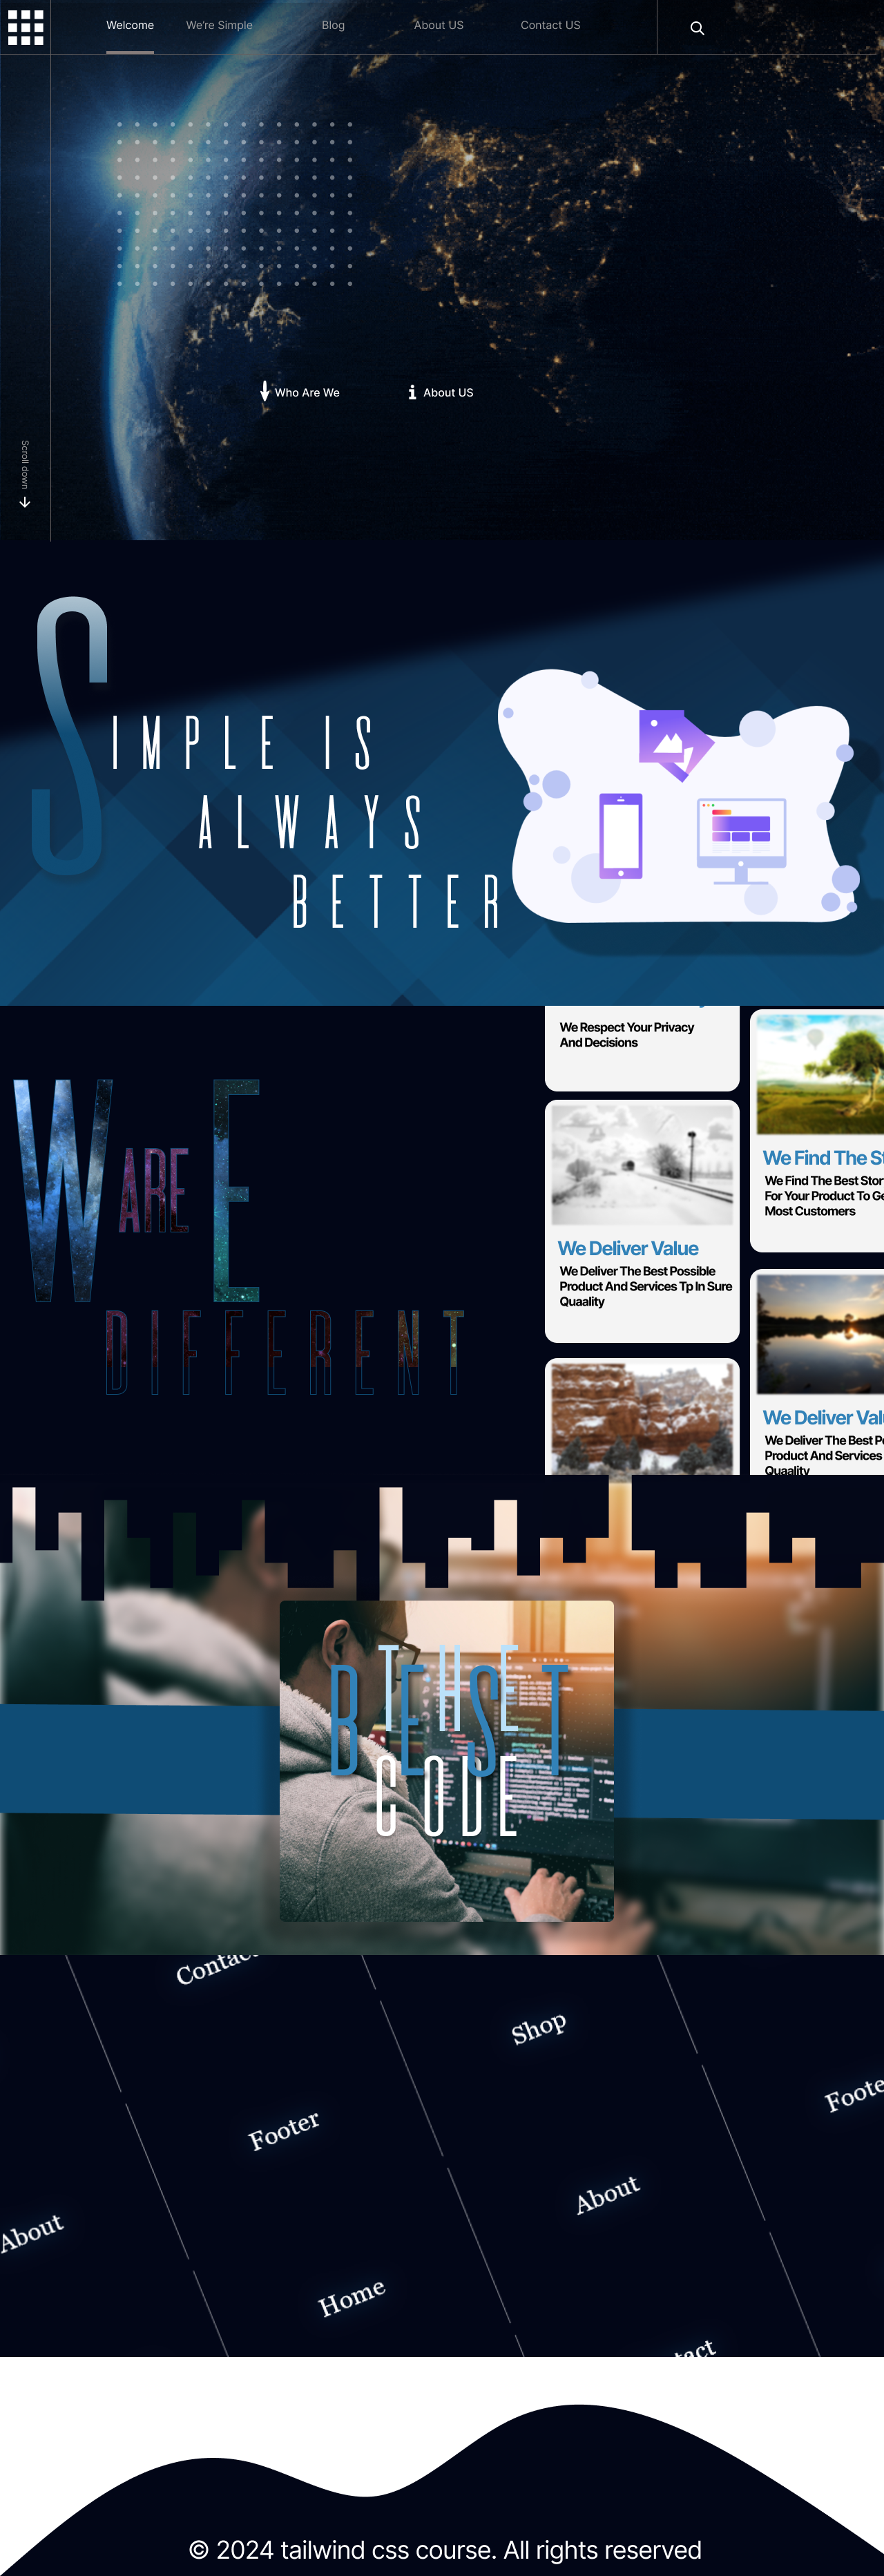 Welcome We're Simple Blog About US Contact US
Who Are We About US
Scroll down
SIMPLE IS
ALWAYS
BETTER
We Respect Your Privacy
And Decisions
WE ARE
DIFFERENT
We Deliver Value
We Deliver The Best Possible
Product And Services Tp In Sure
Quaality
We Find The St
We Find The Best Stor
For Your Product To Ge
Most Customers
We Deliver Val
We Deliver The Best P
Product And Services
Quaality
THE
BEST
CODE
Contact
Shop
Foote
Footer
About
About
Home
tact
© 2024 tailwind css course. All rights reserved